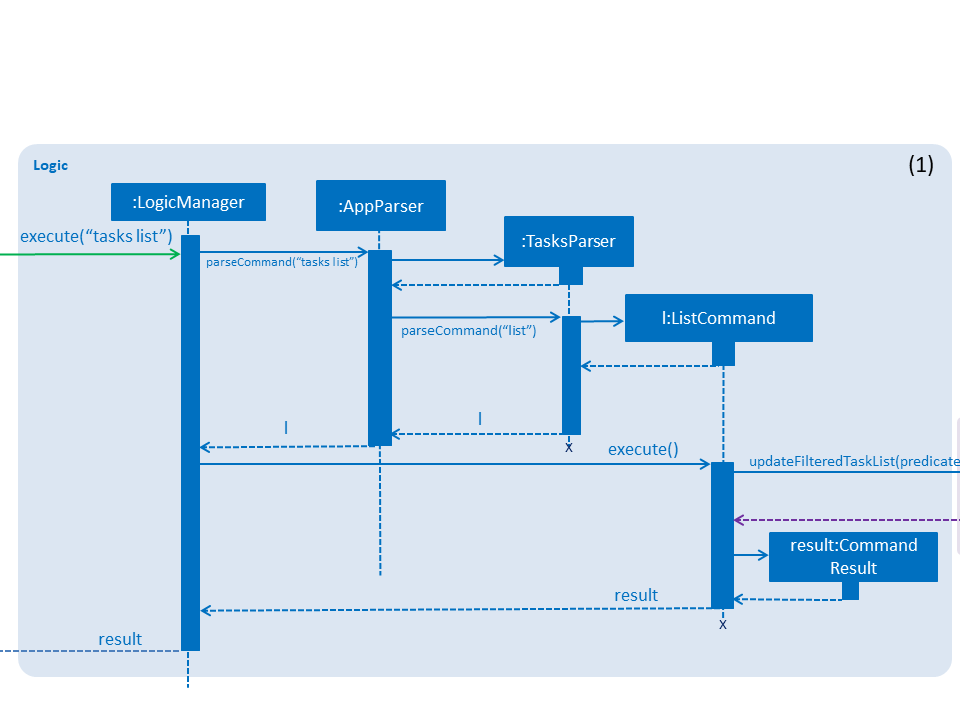 (1)
Logic
:LogicManager
:AppParser
execute(“tasks list”)
:TasksParser
parseCommand(“tasks list”)
l:ListCommand
parseCommand(“list”)
l
l
x
execute()
updateFilteredTaskList(predicate
result:Command
Result
result
x
result